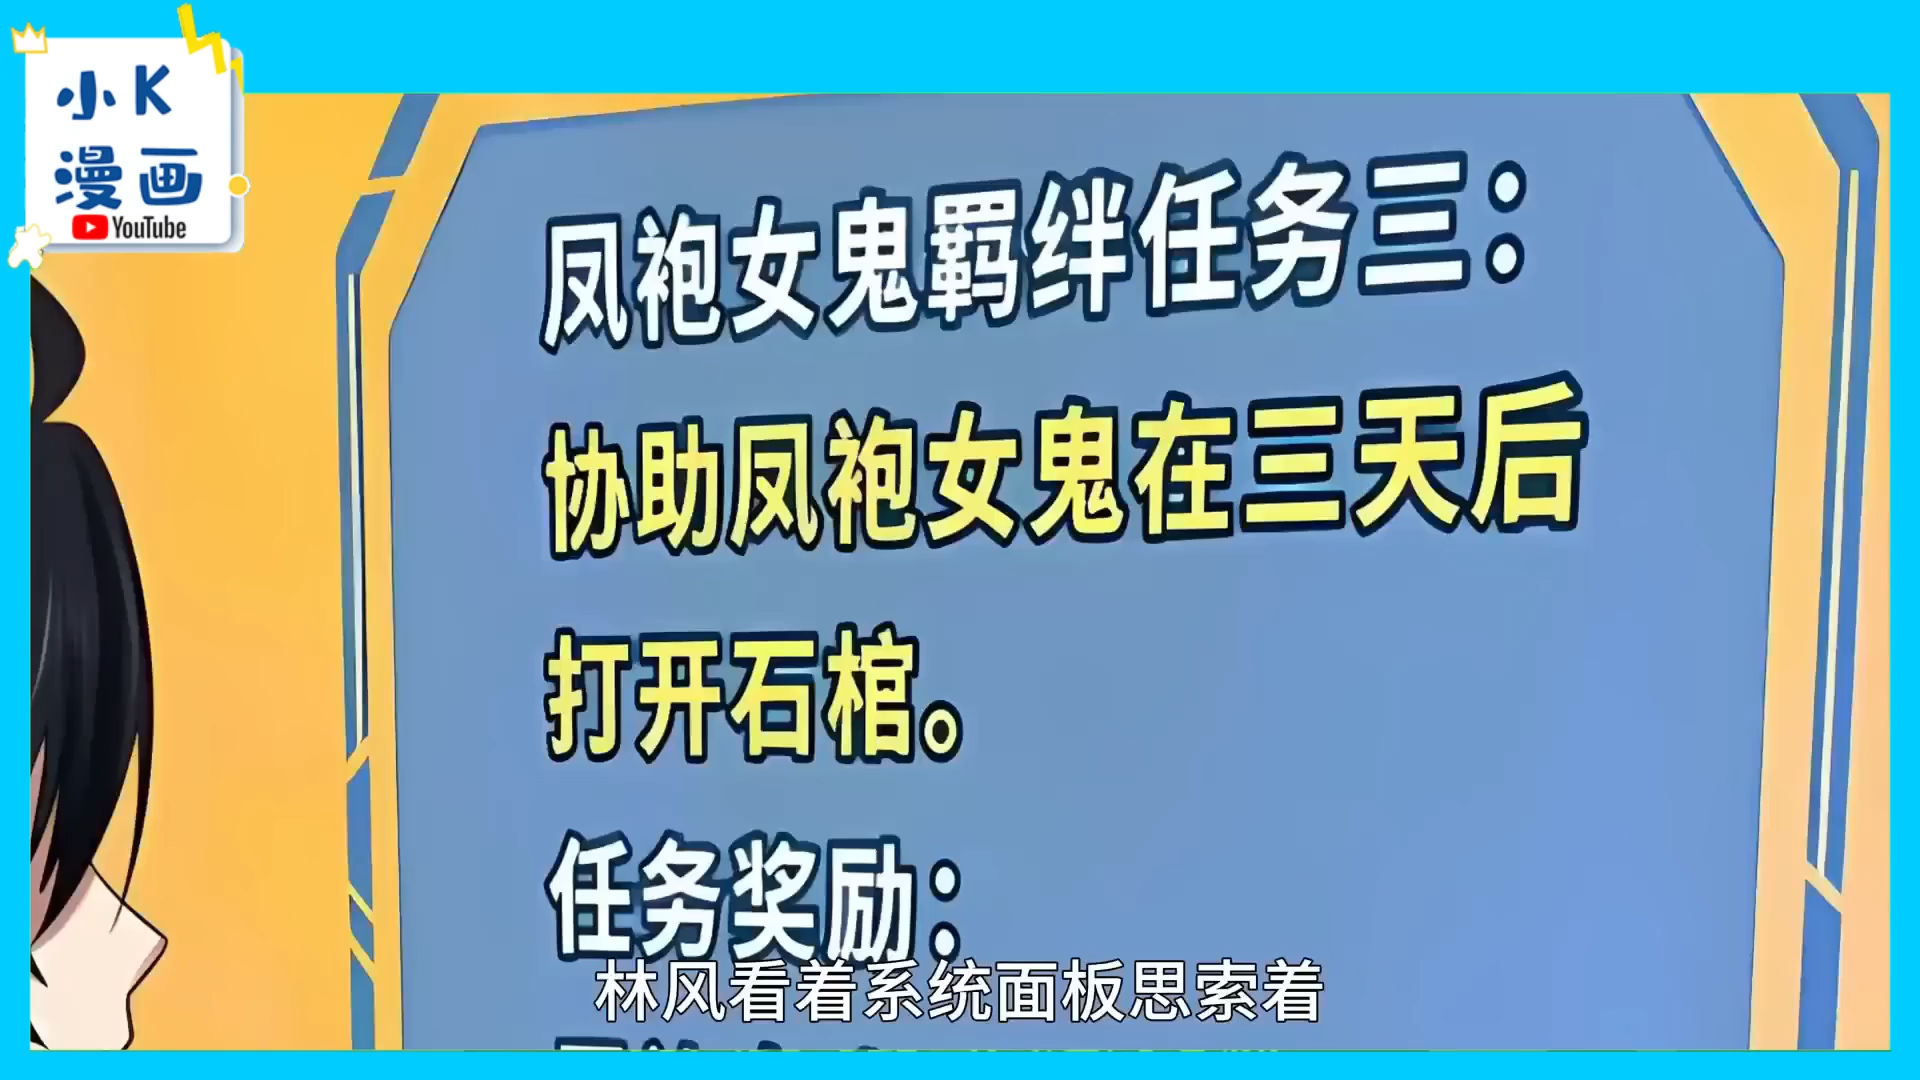 小K
漫画
YouTube
凤袍女鬼羁绊任务三：
协助凤袍女鬼在三天后
打开石棺。
任务奖励：
林风看着系统面板思索着